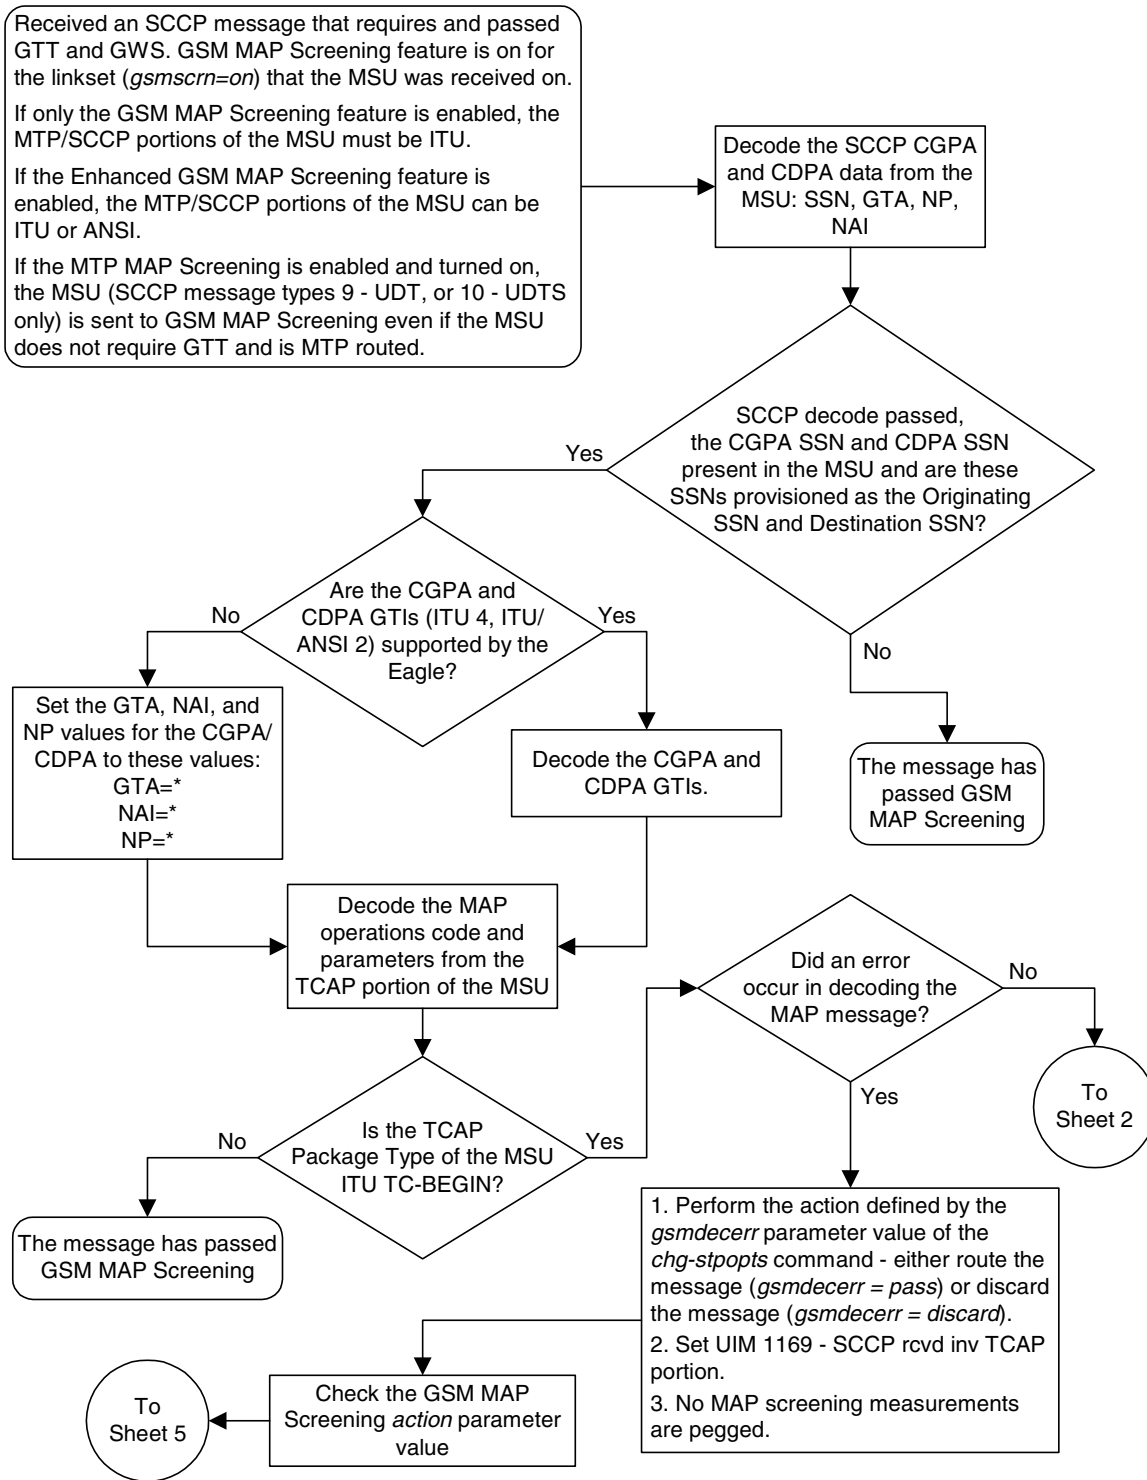 Received an SCCP message that requires and passed
GTT and GWS. GSM MAP Screening feature is on for
the linkset (gsmscrn=on) that the MSU was received on.
If only the GSM MAP Screening feature is enabled, the
MTP/SCCP portions of the MSU must be ITU.
If the Enhanced GSM MAP Screening feature is
enabled, the MTP/SCCP portions of the MSU can be
ITU or ANSI.
If the MTP MAP Screening is enabled and turned on,
the MSU (SCCP message types 9 - UDT, or 10 - UDTS
only) is sent to GSM MAP Screening even if the MSU
does not require GTT and is MTP routed.
Decode the SCCP CGPA
and CDPA data from the
MSU: SSN, GTA, NP,
NAI
SCCP decode passed,
the CGPA SSN and CDPA SSN
present in the MSU and are these
SSNs provisioned as the Originating
SSN and Destination SSN?
Yes
No
Are the CGPA and
CDPA GTIs (ITU 4, ITU/
ANSI 2) supported by the
Eagle?
No
Yes
The message has
passed GSM
MAP Screening
Set the GTA, NAI, and
NP values for the CGPA/
CDPA to these values:
GTA=*
NAI=*
NP=*
Decode the CGPA and
CDPA GTIs.
Decode the MAP
operations code and
parameters from the
TCAP portion of the MSU
Is the TCAP
Package Type of the MSU
ITU TC-BEGIN?
No
Yes
The message has passed
GSM MAP Screening
Did an error
occur in decoding the
MAP message?
No
Yes
To
Sheet 2
1. Perform the action defined by the
gsmdecerr parameter value of the
chg-stpopts command - either route the
message (gsmdecerr = pass) or discard
the message (gsmdecerr = discard).
2. Set UIM 1169 - SCCP rcvd inv TCAP
portion.
3. No MAP screening measurements
are pegged.
Check the GSM MAP
Screening action parameter
value
To
Sheet 5